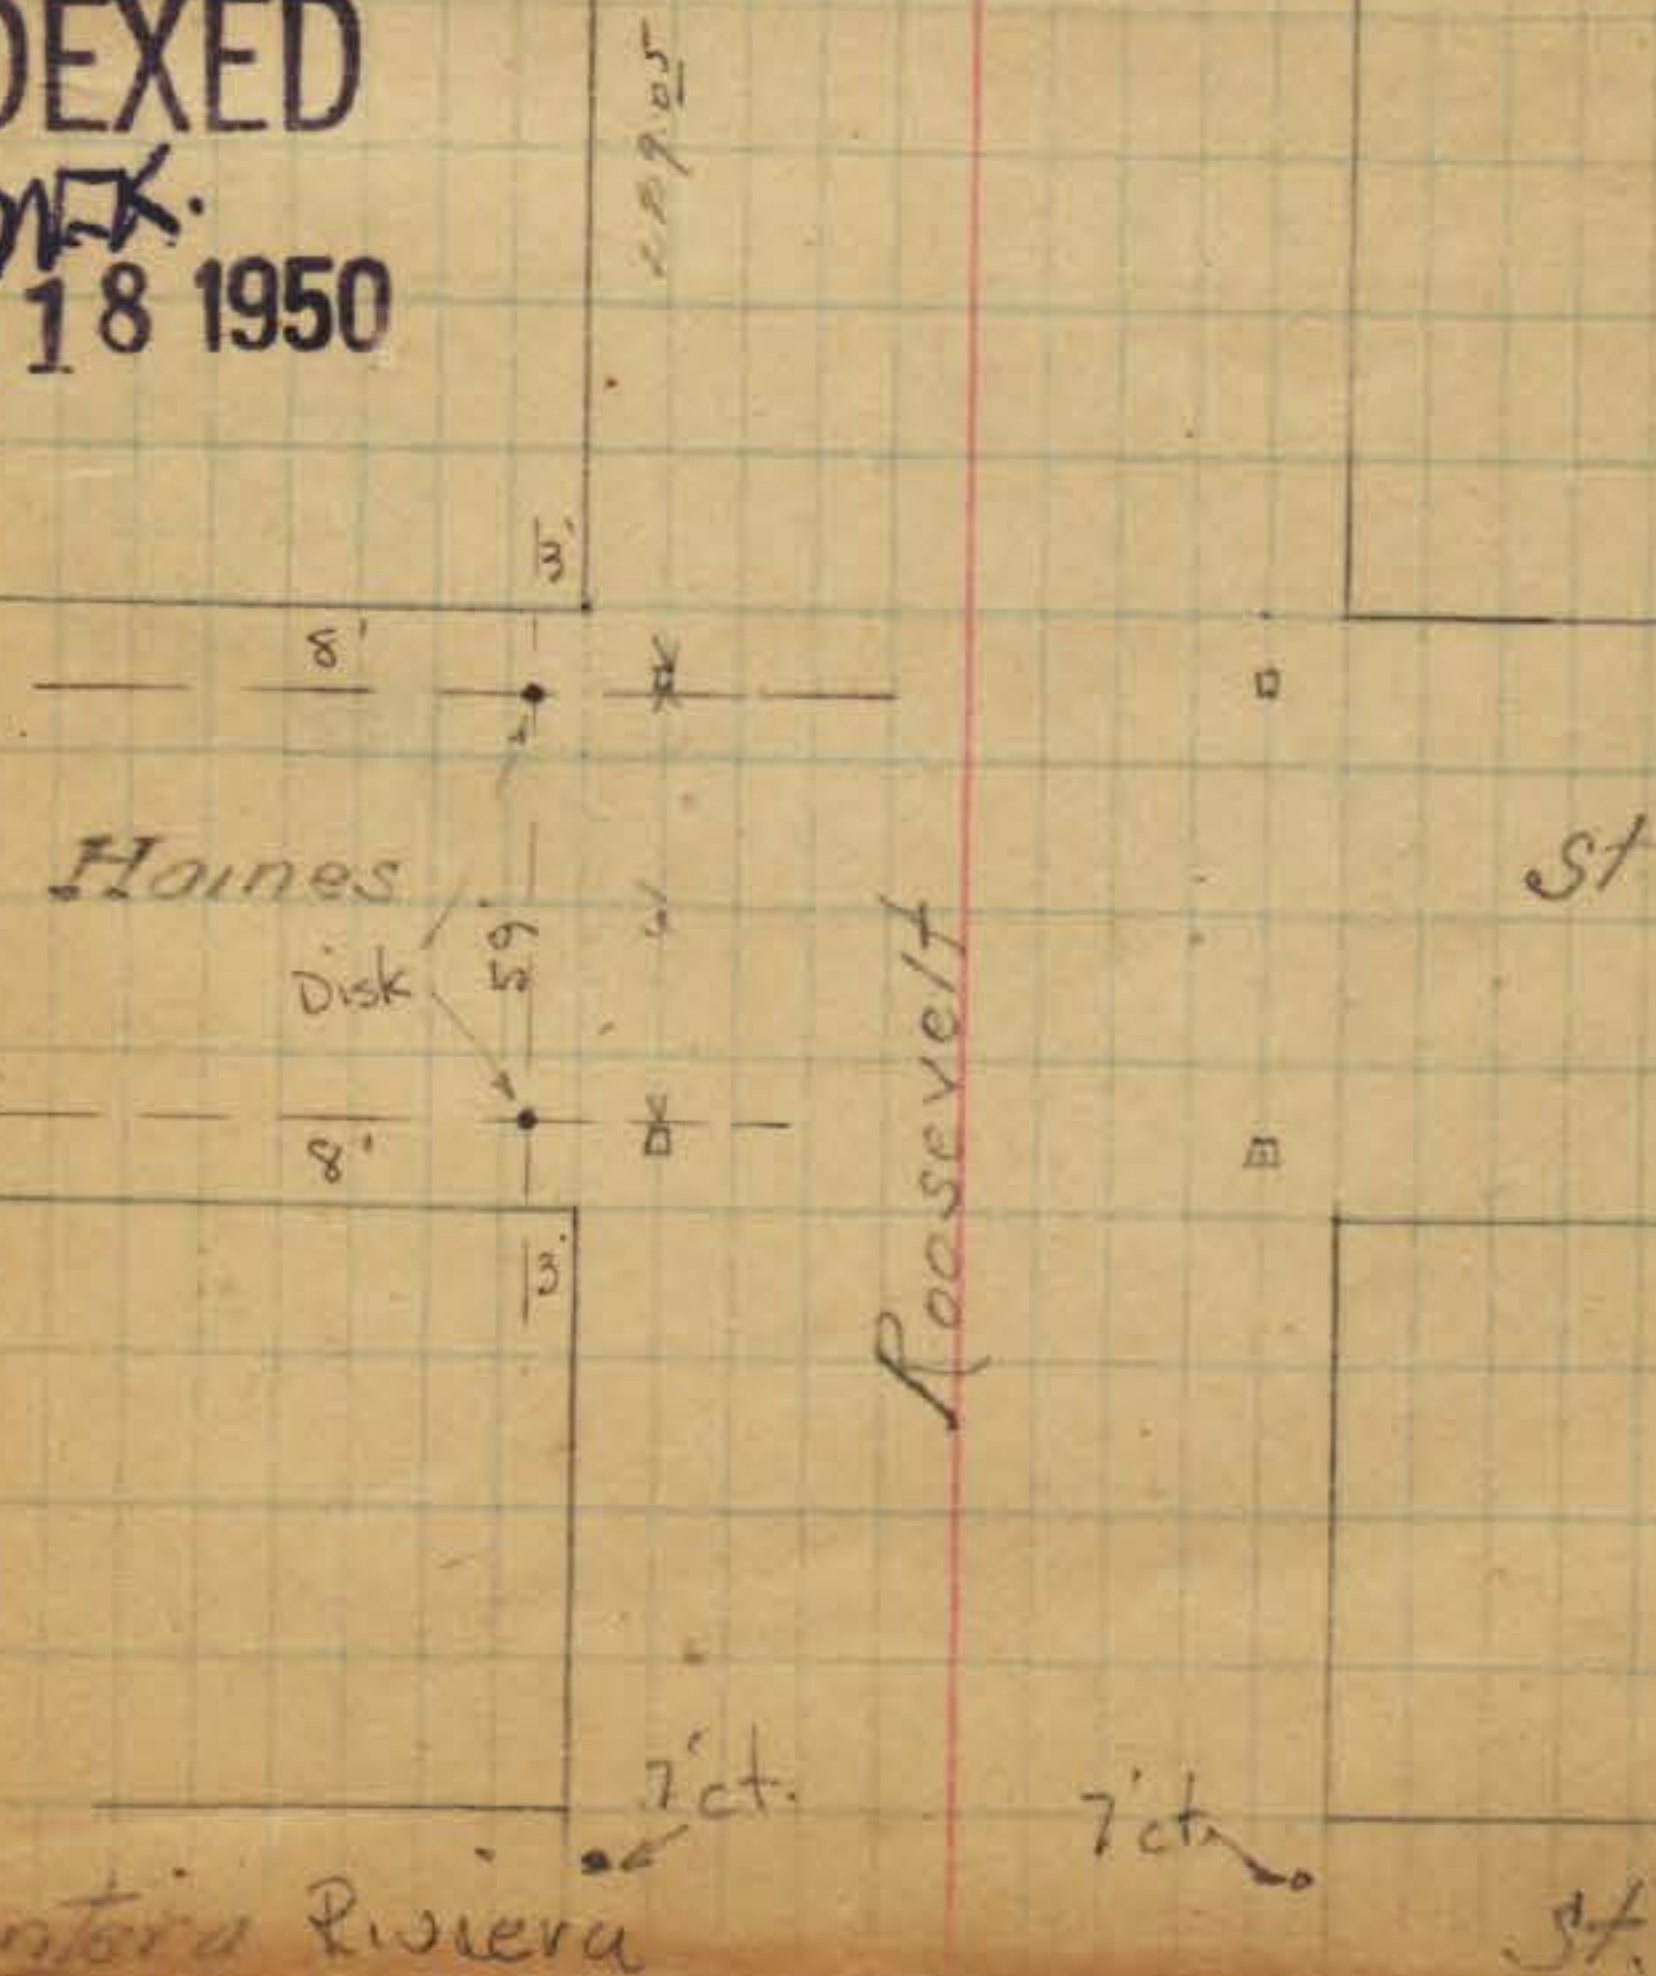 DEXED
18 1950
3'
8'
Haines
St
Disk
59'
Roosevelt
8'
3'
7'ct.
7'ct.
Riviera
St.